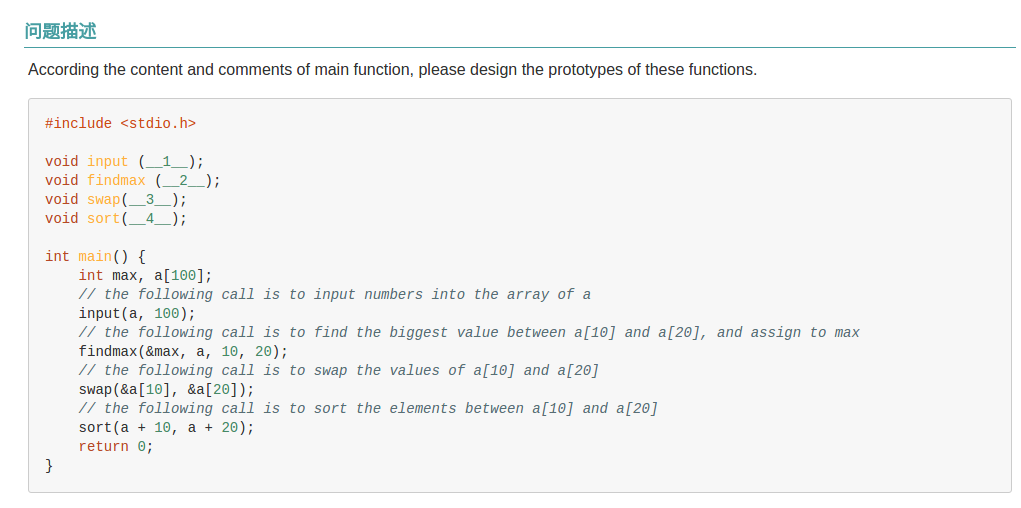 问题描述
According the content and comments of main function, please design the prototypes of these functions.
#include <stdio.h>
void input (__1__);
void findmax (__2__);
void swap(__3__);
void sort(__4__);
int main() {
    int max, a[100];
    // the following call is to input numbers into the array of a
    input(a, 100);
    // the following call is to find the biggest value between a[10] and a[20], and assign to max
    findmax(&max, a, 10, 20);
    // the following call is to swap the values of a[10] and a[20]
    swap(&a[10], &a[20]);
    // the following call is to sort the elements between a[10] and a[20]
    sort(a + 10, a + 20);
    return 0;
}